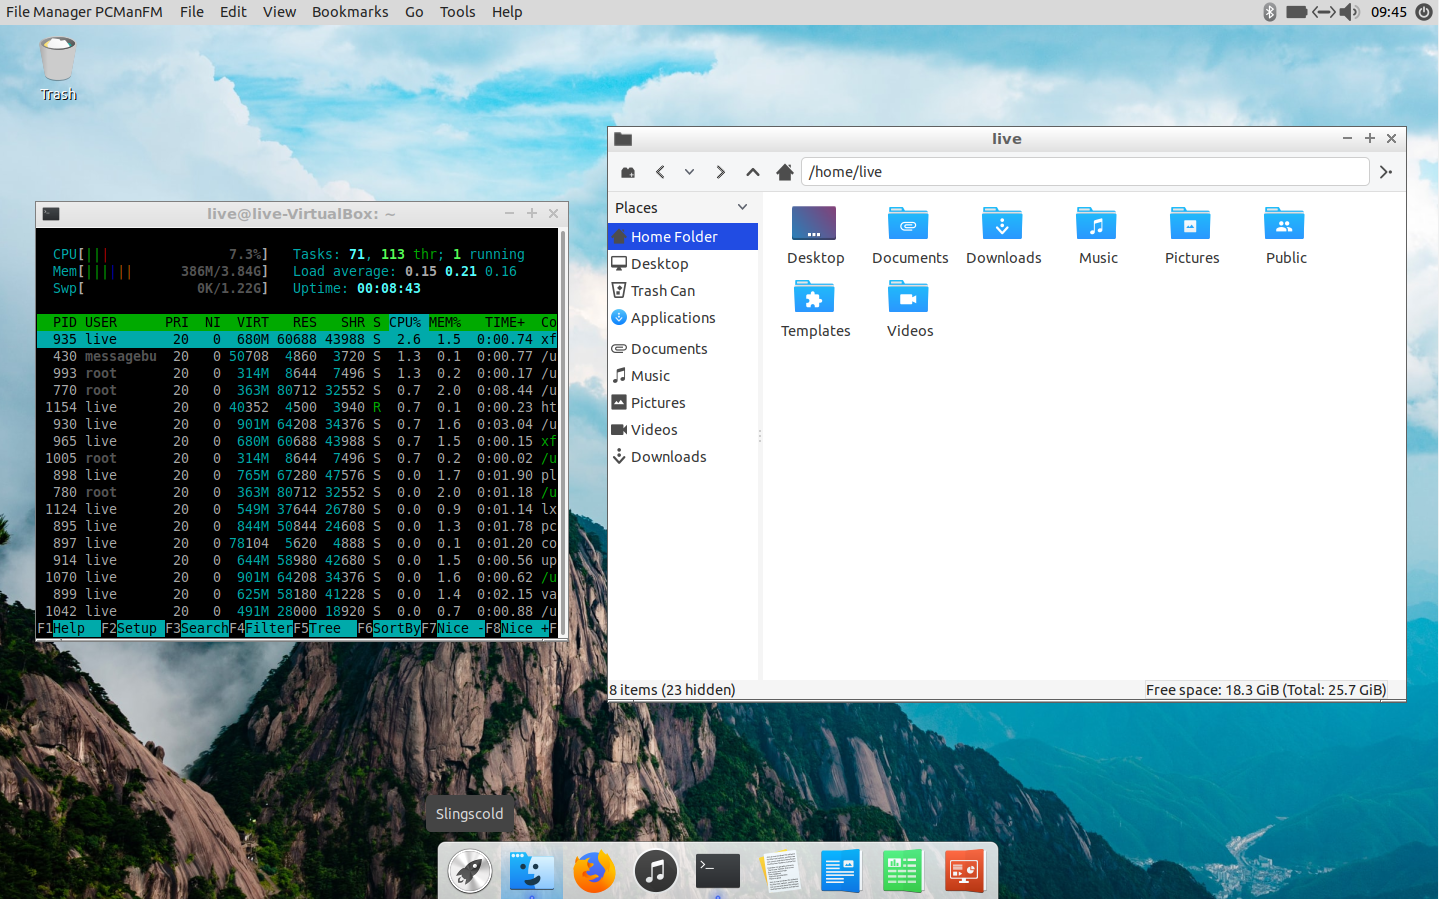 File Manager PCManFM File Edit View Bookmarks Go Tools Help 09:45
Trash
live
/home/live
Places
Home Folder
Desktop
Trash Can
Applications
Documents
Music
Pictures
Videos
Downloads
Desktop Documents Downloads Music Pictures Public
Templates Videos
8 items (23 hidden) Free space: 18.3 GiB (Total: 25.7 GiB)
live@live-VirtualBox: ~
CPU[||| 7.3%] Tasks: 71, 113 thr; 1 running
Mem[|||||| 386M/3.84G] Load average: 0.15 0.21 0.16
Swp[ 0K/1.22G] Uptime: 00:08:43
PID USER PRI NI VIRT RES SHR S CPU% MEM% TIME+ Co
935 live 20 0 680M 60688 43988 S 2.6 1.5 0:00.74 xf
430 messagebu 20 0 50708 4860 3720 S 1.3 0.1 0:00.77 /u
993 root 20 0 314M 8644 7496 S 1.3 0.2 0:00.17 /u
770 root 20 0 363M 80712 32552 S 0.7 2.0 0:08.44 /u
1154 live 20 0 40352 4500 3940 R 0.7 0.1 0:00.23 ht
930 live 20 0 901M 64208 34376 S 0.7 1.6 0:03.04 /u
965 live 20 0 680M 60688 43988 S 0.7 1.5 0:00.15 xf
1005 root 20 0 314M 8644 7496 S 0.7 0.2 0:00.02 /u
898 live 20 0 765M 67280 47576 S 0.0 1.7 0:01.90 pl
780 root 20 0 363M 80712 32552 S 0.0 2.0 0:01.18 /u
1124 live 20 0 549M 37644 26780 S 0.0 0.9 0:01.14 lx
895 live 20 0 844M 50844 24608 S 0.0 1.3 0:01.78 pc
897 live 20 0 78104 5620 4888 S 0.0 0.1 0:01.20 co
914 live 20 0 644M 58980 42680 S 0.0 1.5 0:00.56 up
1070 live 20 0 901M 64208 34376 S 0.0 1.6 0:00.62 /u
899 live 20 0 625M 58180 41228 S 0.0 1.4 0:02.15 va
1042 live 20 0 491M 28000 18920 S 0.0 0.7 0:00.88 /u
F1Help F2Setup F3SearchF4FilterF5Tree F6SortByF7Nice -F8Nice +F
Slingscold